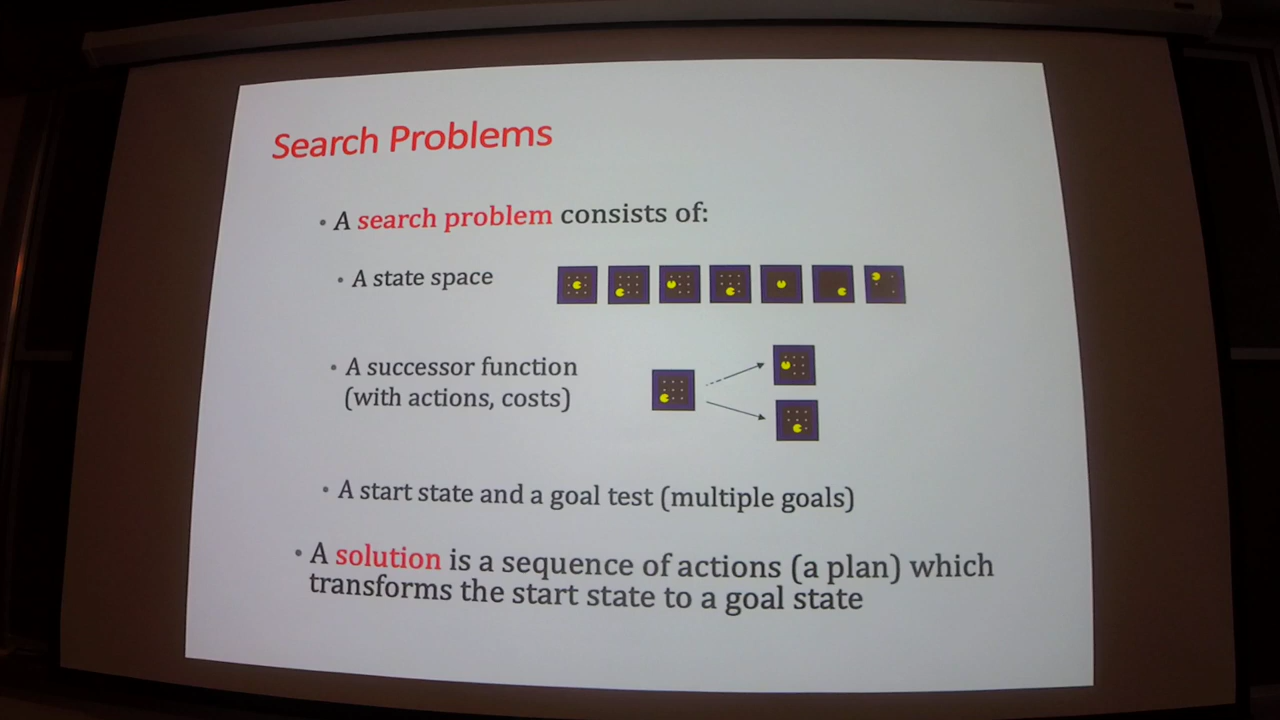 Search Problems
• A search problem consists of:
• A state space
• A successor function
(with actions, costs)
• A start state and a goal test (multiple goals)
• A solution is a sequence of actions (a plan) which
transforms the start state to a goal state